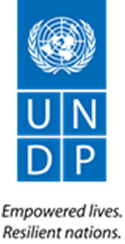 U N
D P
Empowered lives.
Resilient nations.